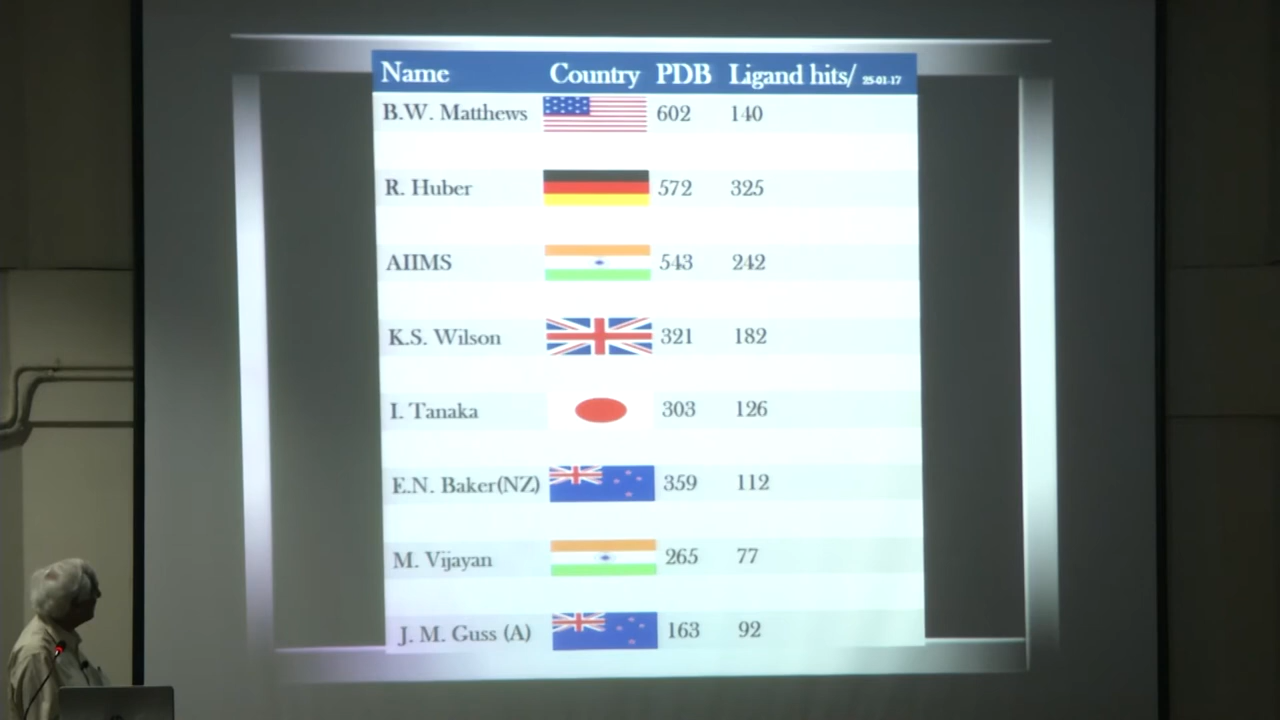 Name Country PDB Ligand hits/ 25-01-17
B.W. Matthews 602 140
R. Huber 572 325
AIIMS 543 242
K.S. Wilson 321 182
I. Tanaka 303 126
E.N. Baker(NZ) 359 112
M. Vijayan 265 77
J. M. Guss (A) 163 92